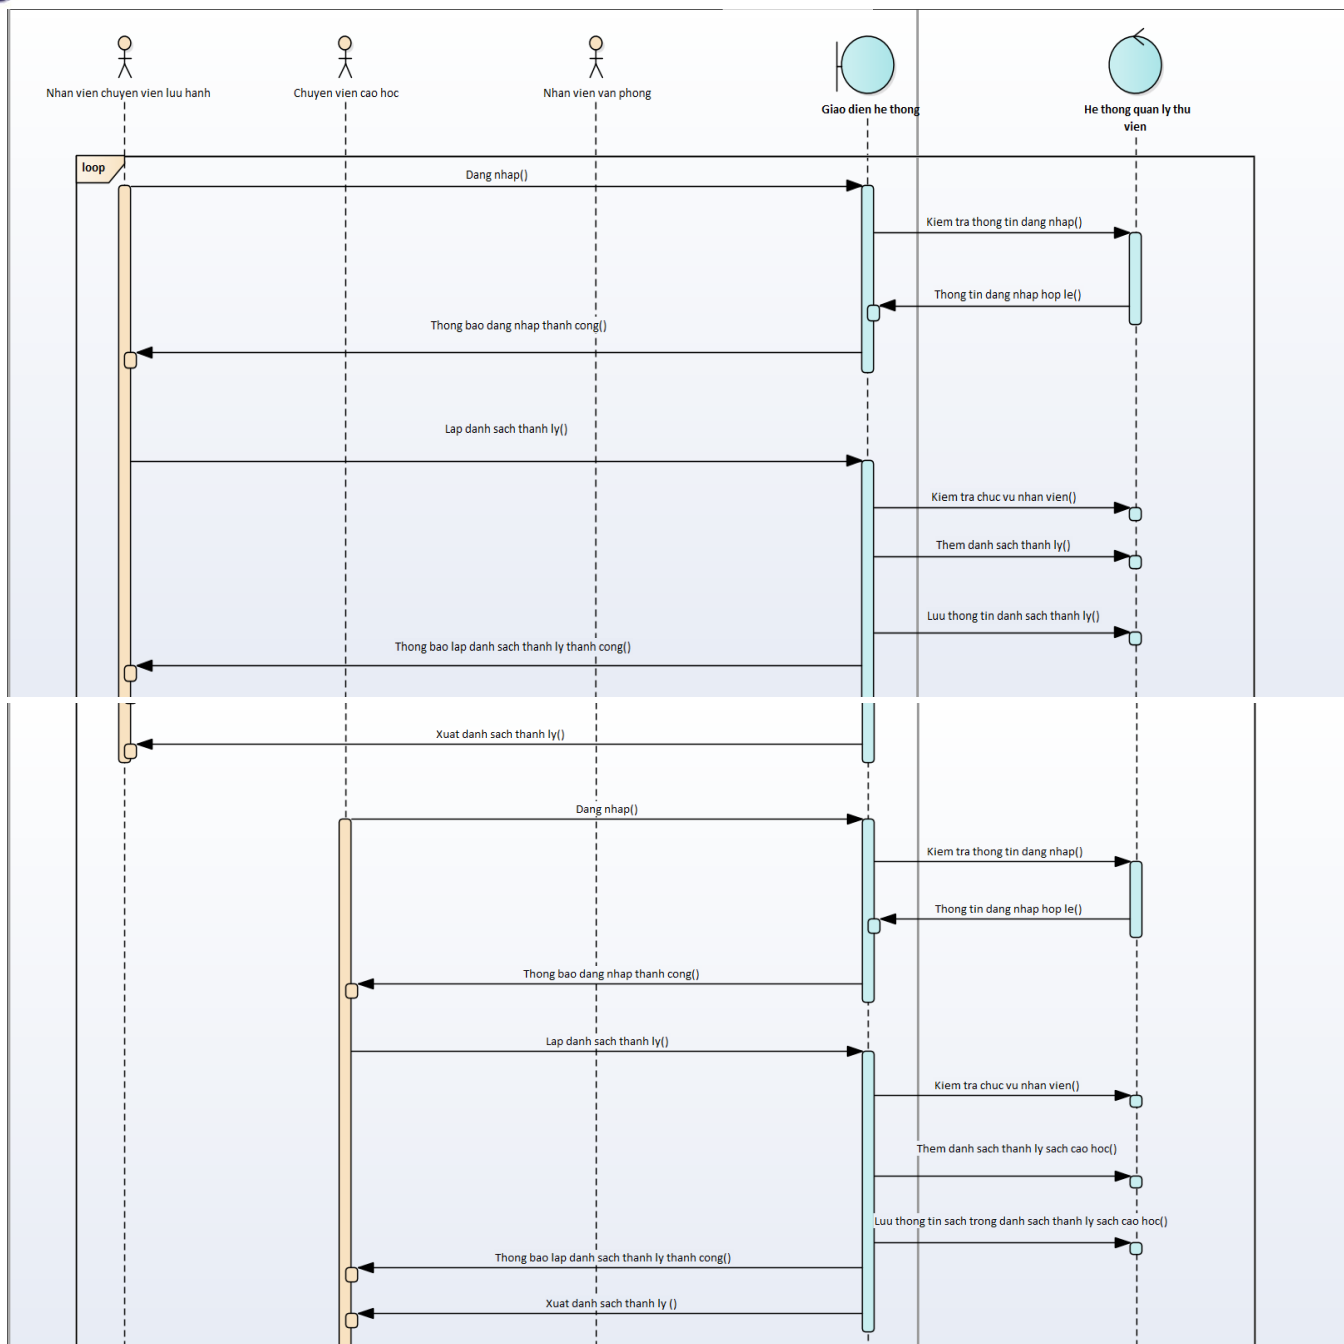 Nhan vien chuyen vien luu hanh
Chuyen vien cao hoc
Nhan vien van phong
Giao dien he thong
He thong quan ly thu
vien
loop
Dang nhap()
Kiem tra thong tin dang nhap()
Thong tin dang nhap hop le()
Thong bao dang nhap thanh cong()
Lap danh sach thanh ly()
Kiem tra chuc vu nhan vien()
Them danh sach thanh ly()
Luu thong tin danh sach thanh ly()
Thong bao lap danh sach thanh ly thanh cong()
Xuat danh sach thanh ly()
Dang nhap()
Kiem tra thong tin dang nhap()
Thong tin dang nhap hop le()
Thong bao dang nhap thanh cong()
Lap danh sach thanh ly()
Kiem tra chuc vu nhan vien()
Them danh sach thanh ly sach cao hoc()
Luu thong tin sach trong danh sach thanh ly sach cao hoc()
Thong bao lap danh sach thanh ly thanh cong()
Xuat danh sach thanh ly ()